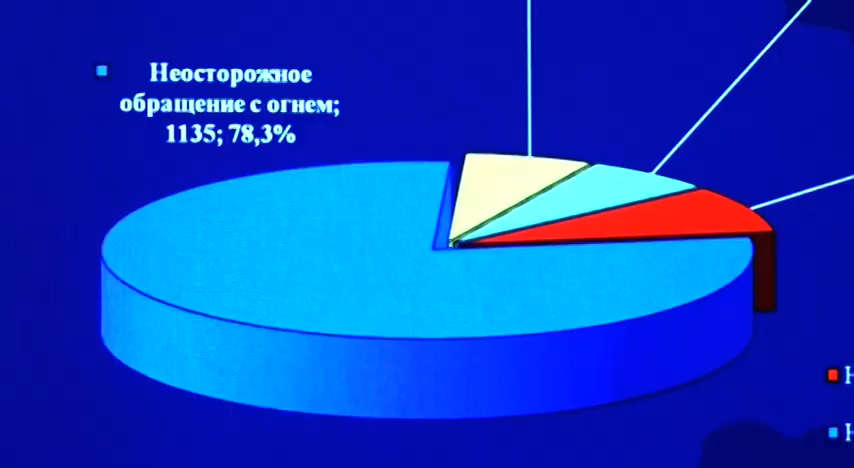 Неосторожное
обращение с огнем;
1135; 78,3%